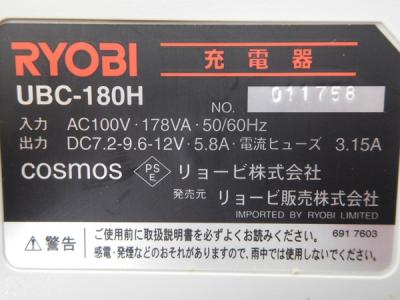 RYOBI 充電器
UBC-180H NO. 011758
入力 AC100V・178VA・50/60Hz
出力 DC7.2-9.6-12V・5.8A・電流ヒューズ 3.15A
cosmos PS E リョービ株式会社
発売元 リョービ販売株式会社
IMPORTED BY RYOBI LIMITED
⚠警告 ご使用前に取扱説明書を必ずよくお読みください。 691 7603
感電・発煙などのおそれがありますので、雨中では使用しないでください。